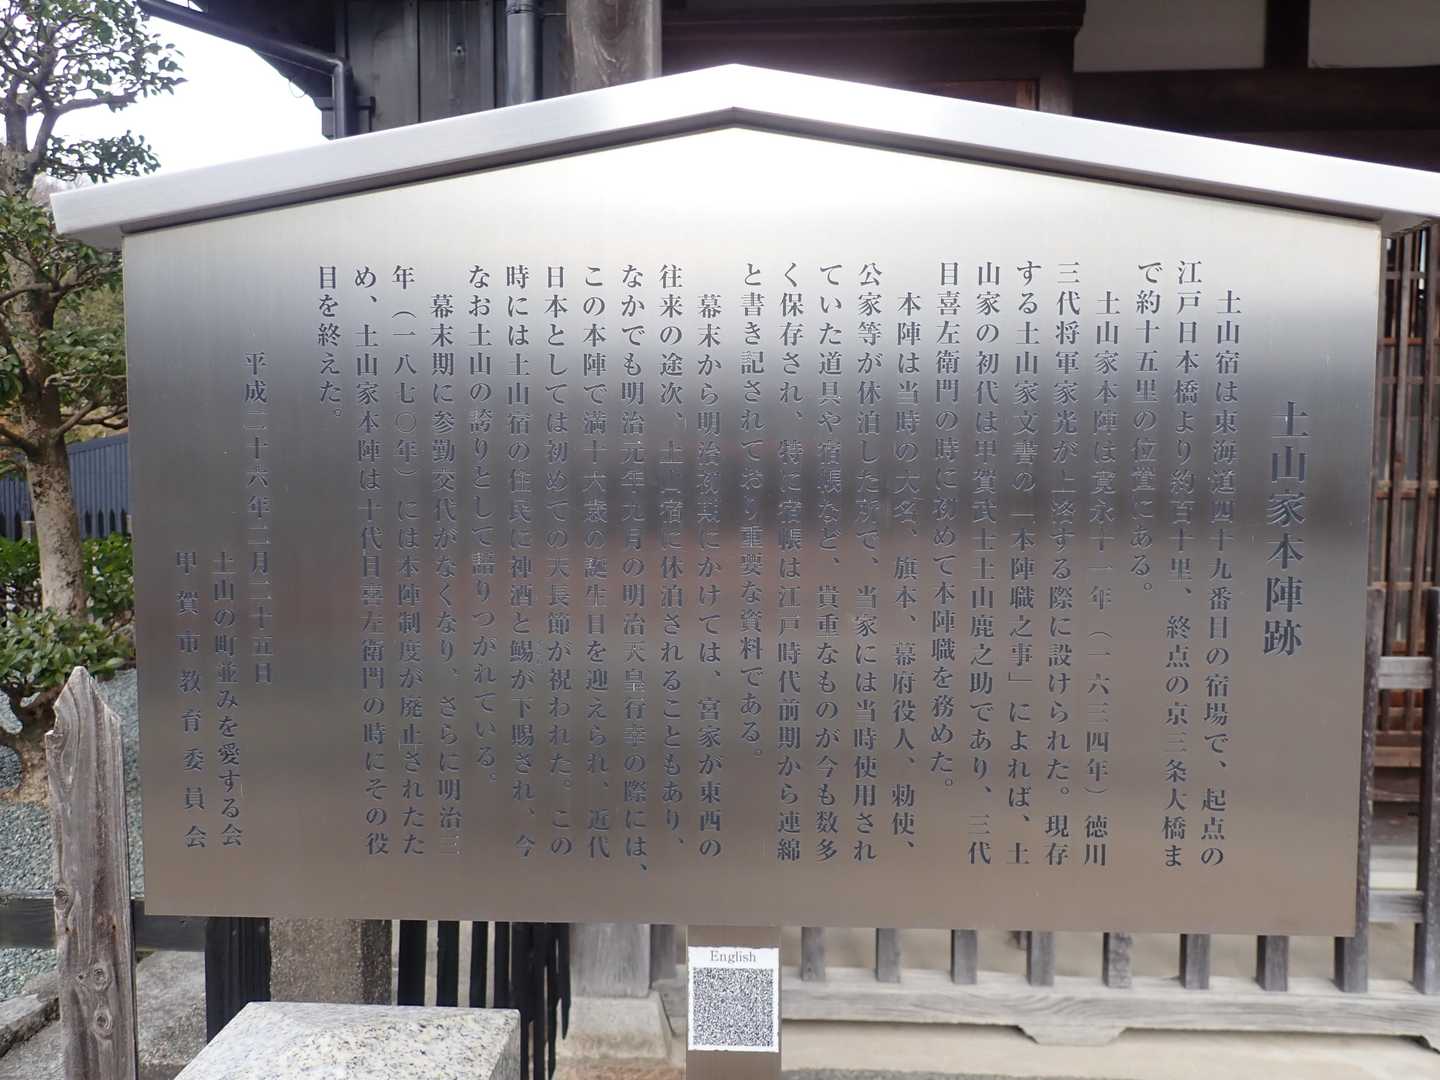 土山家本陣跡
土山宿は東海道四十九番目の宿場で、起点の
江戸日本橋より約百十里、終点の京三条大橋ま
で約十五里の位置にある。
土山家本陣は寛永十一年（一六三四年）徳川
三代将軍家光が上洛する際に設けられた。現存
する土山家文書の「本陣職之事」によれば、土
山家の初代は甲賀武士土山鹿之助であり、三代
目喜左衛門の時に初めて本陣職を務めた。
本陣は当時の大名、旗本、幕府役人、勅使、
公家等が休泊した所で、当家には当時使用され
ていた道具や宿帳など、貴重なものが今も数多
く保存され、特に宿帳は江戸時代前期から連綿
と書き記されており重要な資料である。
幕末から明治初期にかけては、宮家が東西の
往来の途次、土山宿に休泊されることもあり、
なかでも明治元年九月の明治天皇行幸の際には、
この本陣で満十六歳の誕生日を迎えられ、近代
日本としては初めての天長節が祝われた。この
時には土山宿の住民に神酒と鯣が下賜され、今
なお土山の誇りとして語りつがれている。
幕末期に参勤交代がなくなり、さらに明治三
年（一八七〇年）には本陣制度が廃止されたた
め、土山家本陣は十代目喜左衛門の時にその役
目を終えた。
平成二十六年二月二十五日
土山の町並みを愛する会
甲賀市教育委員会
English